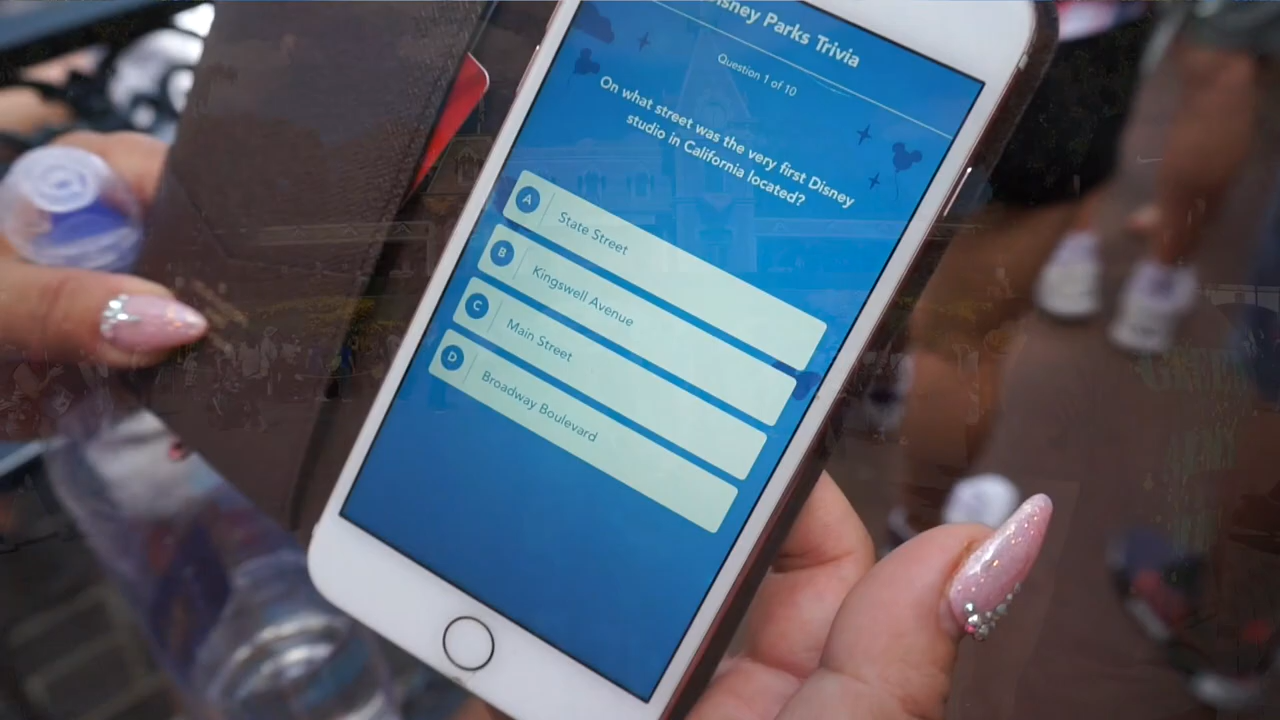 Disney Parks Trivia
Question 1 of 10
On what street was the very first Disney
studio in California located?
A State Street
B Kingswell Avenue
C Main Street
D Broadway Boulevard